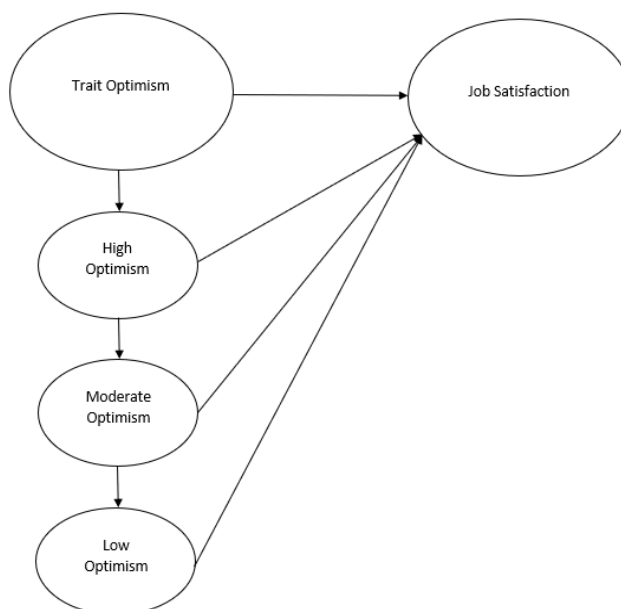 Trait Optimism
Job Satisfaction
High
Optimism
Moderate
Optimism
Low
Optimism